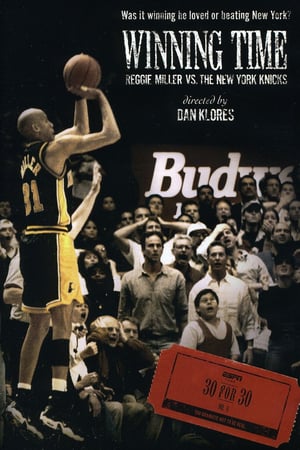 Was it winning he loved or beating New York?
WINNING TIME
REGGIE MILLER VS. THE NEW YORK KNICKS
directed by
DAN KLORES
Budw
31
ESPN
30 FOR 30